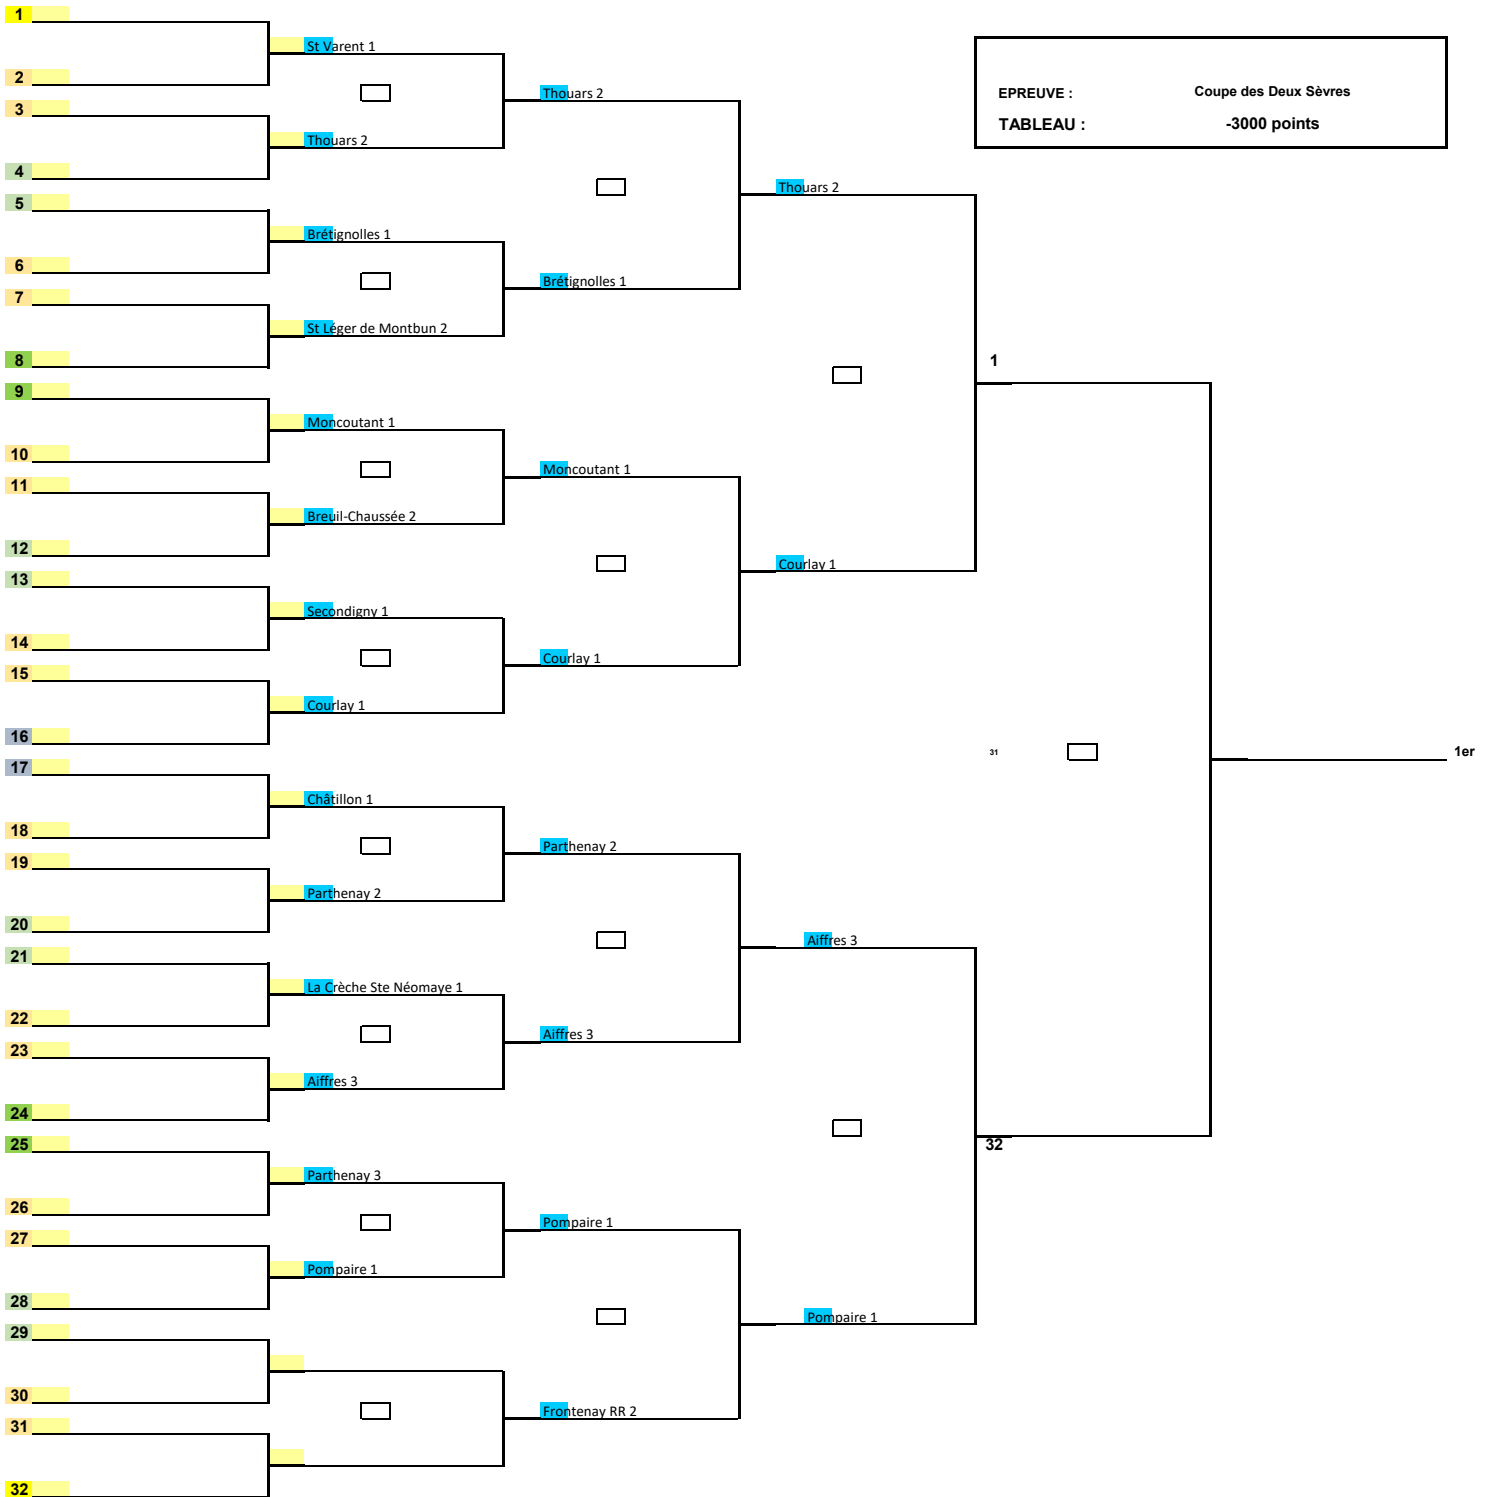 1
St Varent 1
2
3
Thouars 2
EPREUVE : Coupe des Deux Sèvres
TABLEAU : -3000 points
Thouars 2
4
5
Thouars 2
Brétignolles 1
6
7
Brétignolles 1
St Léger de Montbun 2
8
9
1
Moncoutant 1
10
11
Moncoutant 1
Breuil-Chaussée 2
12
13
Courlay 1
Secondigny 1
14
15
Courlay 1
Courlay 1
16
17
31
1er
Châtillon 1
18
19
Parthenay 2
Parthenay 2
20
21
Aiffres 3
La Crèche Ste Néomaye 1
22
23
Aiffres 3
Aiffres 3
24
25
32
Parthenay 3
26
27
Pompaire 1
Pompaire 1
28
29
Pompaire 1
30
31
Frontenay RR 2
32